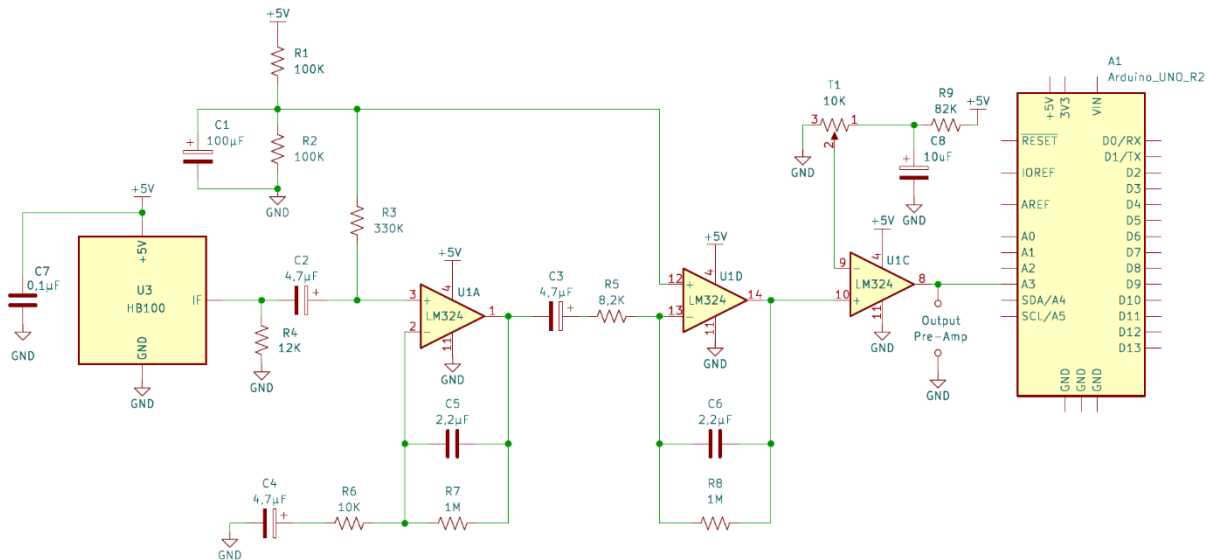 +5V
R1
100K
C1
100µF
R2
100K
GND
+5V
C7
0,1µF
GND
+5V
U3
HB100
IF
GND
GND
R4
12K
GND
C2
4,7µF
R3
330K
+5V
3
2
4
1
11
U1A
LM324
GND
C5
2,2µF
C4
4,7µF
GND
R6
10K
R7
1M
C3
4,7µF
R5
8,2K
+5V
12
13
4
14
11
U1D
LM324
GND
C6
2,2µF
R8
1M
T1
10K
3
1
2
GND
R9
82K
+5V
C8
10uF
GND
+5V
9
10
4
8
11
U1C
LM324
GND
Output
Pre-Amp
GND
A1
Arduino_UNO_R2
+5V
3V3
VIN
RESET
IOREF
AREF
A0
A1
A2
A3
SDA/A4
SCL/A5
D0/RX
D1/TX
D2
D3
D4
D5
D6
D7
D8
D9
D10
D11
D12
D13
GND
GND
GND